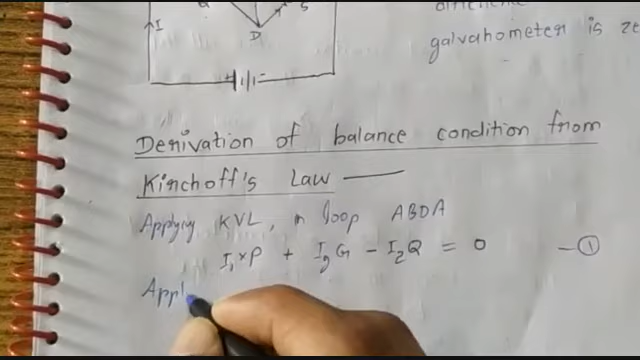 S
I
D
galvanometer is ze
Derivation of balance condition from
Kirchoff's Law
Applying KVL, in loop ABDA
I₁×P + IgG - I₂Q = 0 - ①
Appl